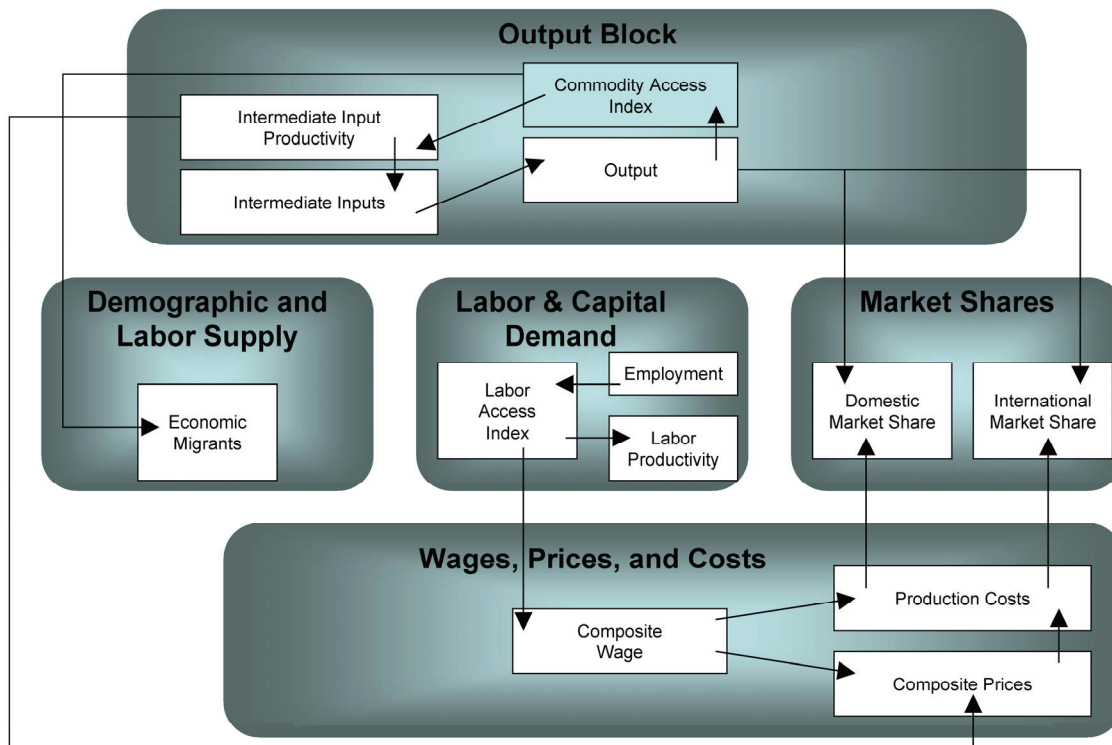 Output Block
Commodity Access
Index
Intermediate Input
Productivity
Output
Intermediate Inputs
Demographic and
Labor Supply
Economic
Migrants
Labor & Capital
Demand
Labor
Access
Index
Employment
Labor
Productivity
Market Shares
Domestic
Market Share
International
Market Share
Wages, Prices, and Costs
Composite
Wage
Production Costs
Composite Prices